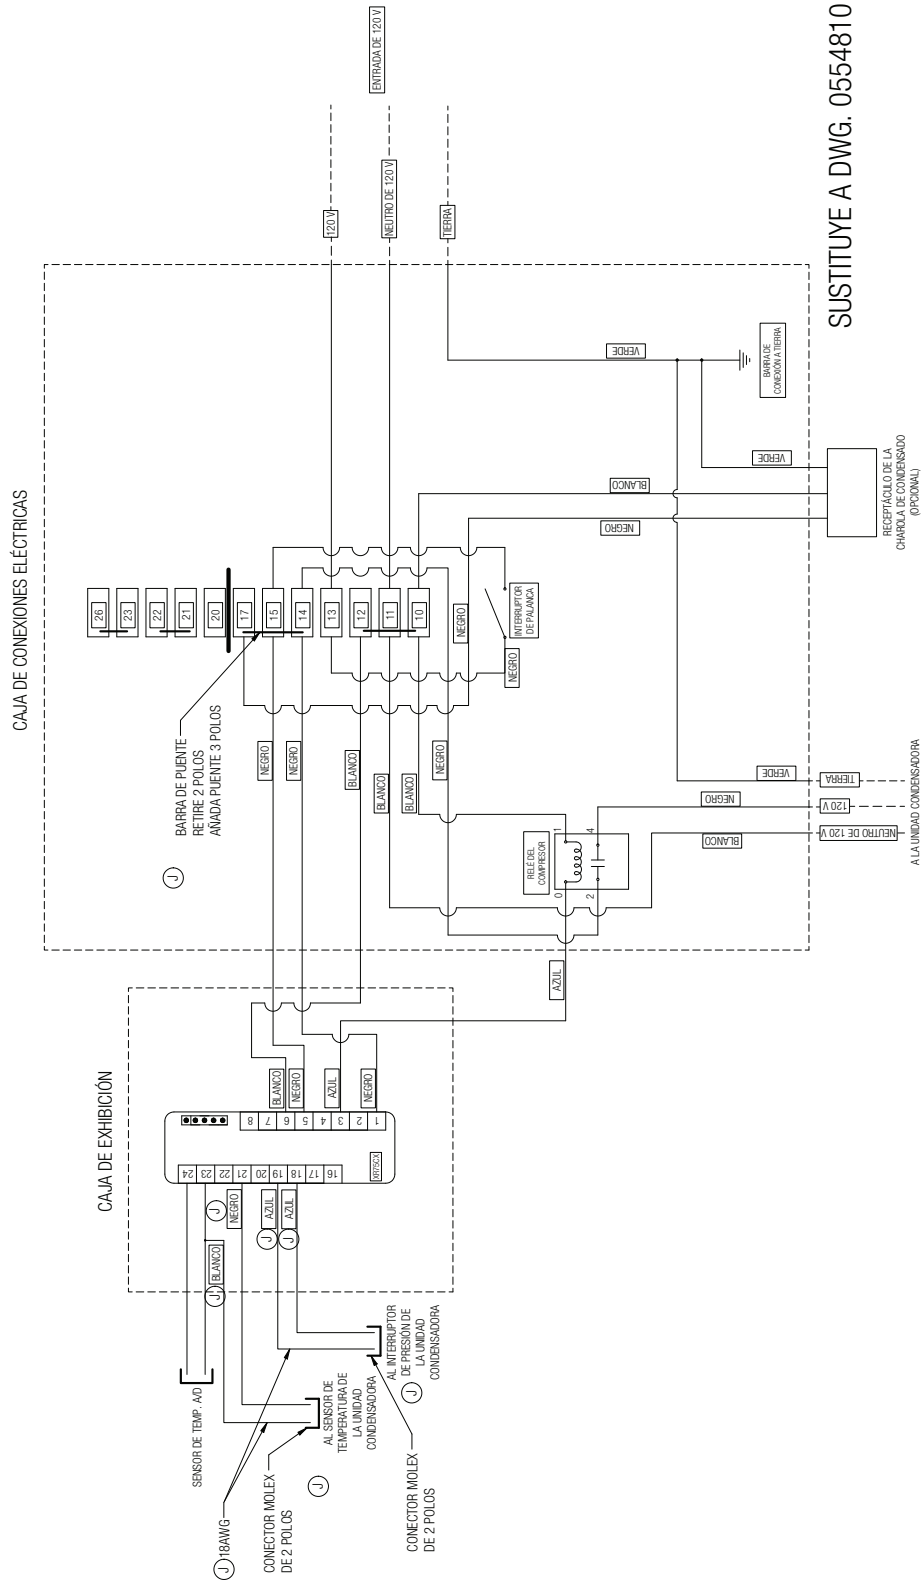 CAJA DE CONEXIONES ELÉCTRICAS
ENTRADA DE 120 V
120 V
NEUTRO DE 120 V
TIERRA
SUSTITUYE A DWG. 0554810
26
23
22
21
20
17
15
14
13
12
11
10
BARRA DE PUENTE
RETIRE 2 POLOS
AÑADA PUENTE 3 POLOS
J
NEGRO
NEGRO
BLANCO
BLANCO
BLANCO
NEGRO
NEGRO
NEGRO
INTERRUPTOR
DE PALANCA
VERDE
BARRA DE
CONEXIÓN A TIERRA
VERDE
BLANCO
NEGRO
RECEPTÁCULO DE LA
CHAROLA DE CONDENSADO
(OPCIONAL)
RELÉ DEL
COMPRESOR
0
1
2
4
VERDE
NEGRO
BLANCO
TIERRA
120 V
NEUTRO DE 120 V
A LA UNIDAD CONDENSADORA
AZUL
CAJA DE EXHIBICIÓN
BLANCO
NEGRO
AZUL
NEGRO
8
7
6
5
4
3
2
1
XR75CX
24
23
22
21
20
19
18
17
16
J
NEGRO
J
AZUL
J
AZUL
J
BLANCO
SENSOR DE TEMP. A/D
J
18AWG
CONECTOR MOLEX
DE 2 POLOS
AL SENSOR DE
TEMPERATURA DE
LA UNIDAD
CONDENSADORA
J
AL INTERRUPTOR
DE PRESIÓN DE
LA UNIDAD
CONDENSADORA
J
CONECTOR MOLEX
DE 2 POLOS